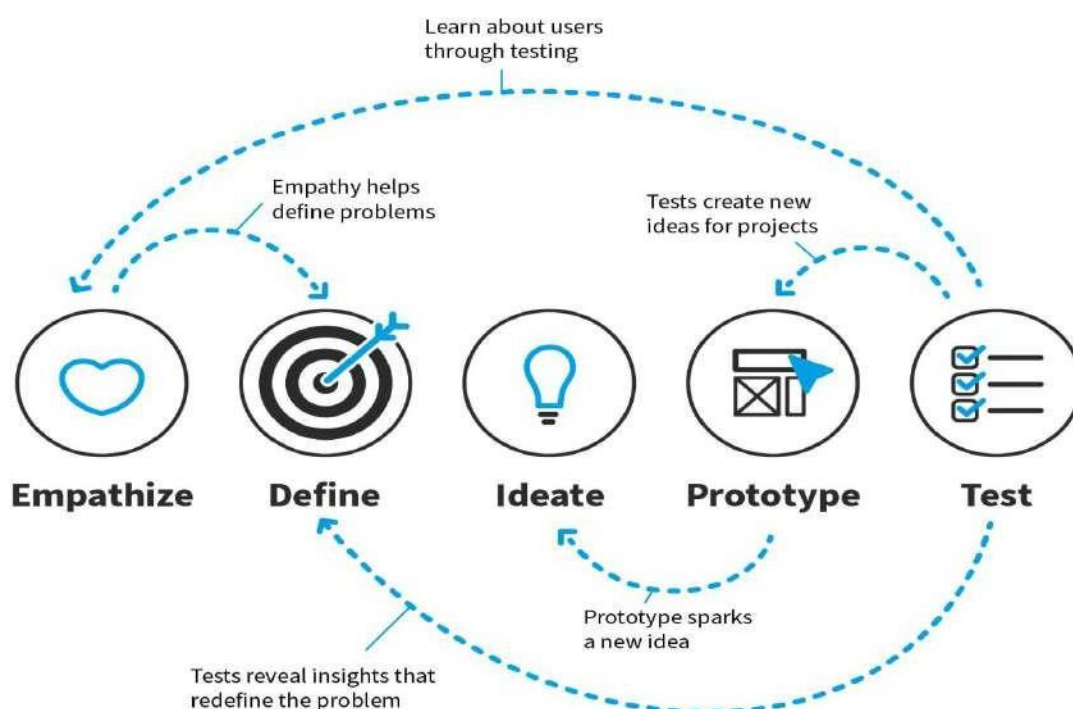 Learn about users
through testing
Empathy helps
define problems
Tests create new
ideas for projects
Empathize
Define
Ideate
Prototype
Test
Prototype sparks
a new idea
Tests reveal insights that
redefine the problem